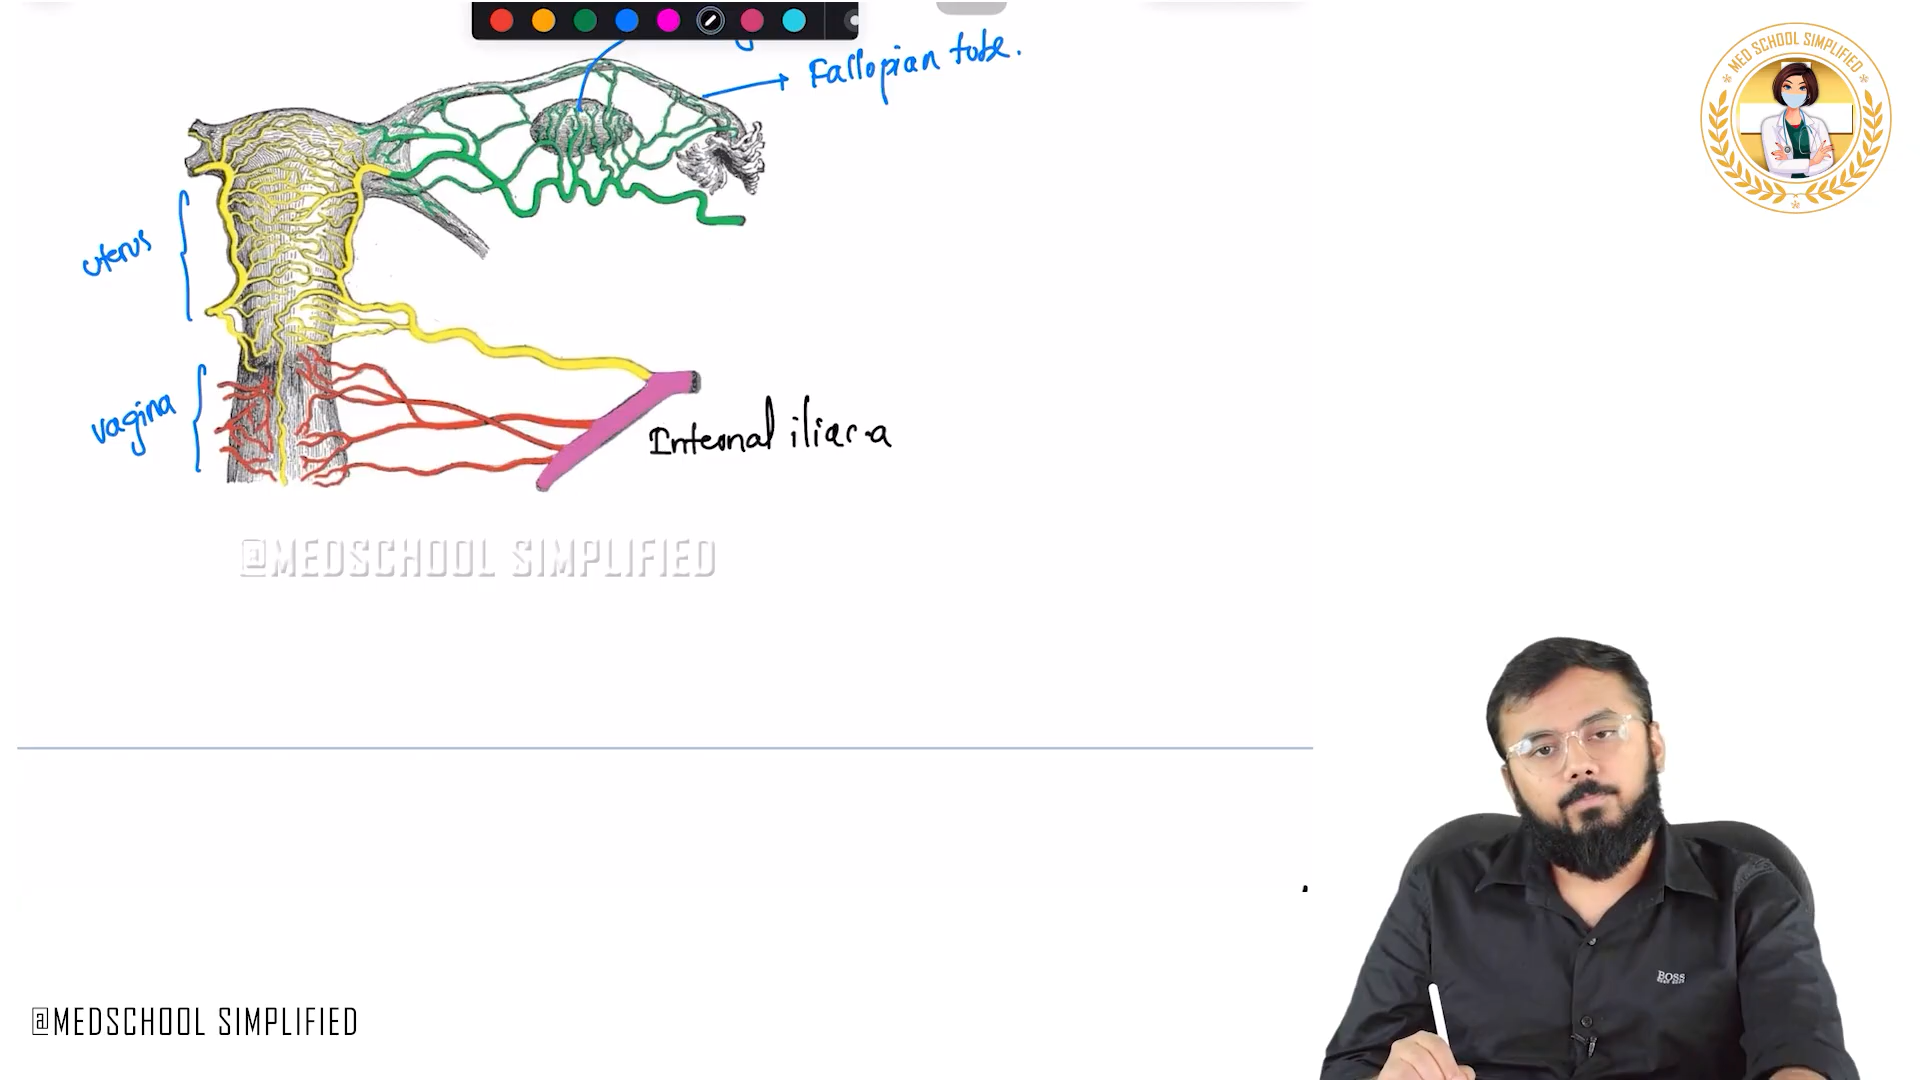 Fallopian tube.
MED SCHOOL SIMPLIFIED
uterus
vagina
Internal iliac a
@MEDSCHOOL SIMPLIFIED
BOSS
@MEDSCHOOL SIMPLIFIED